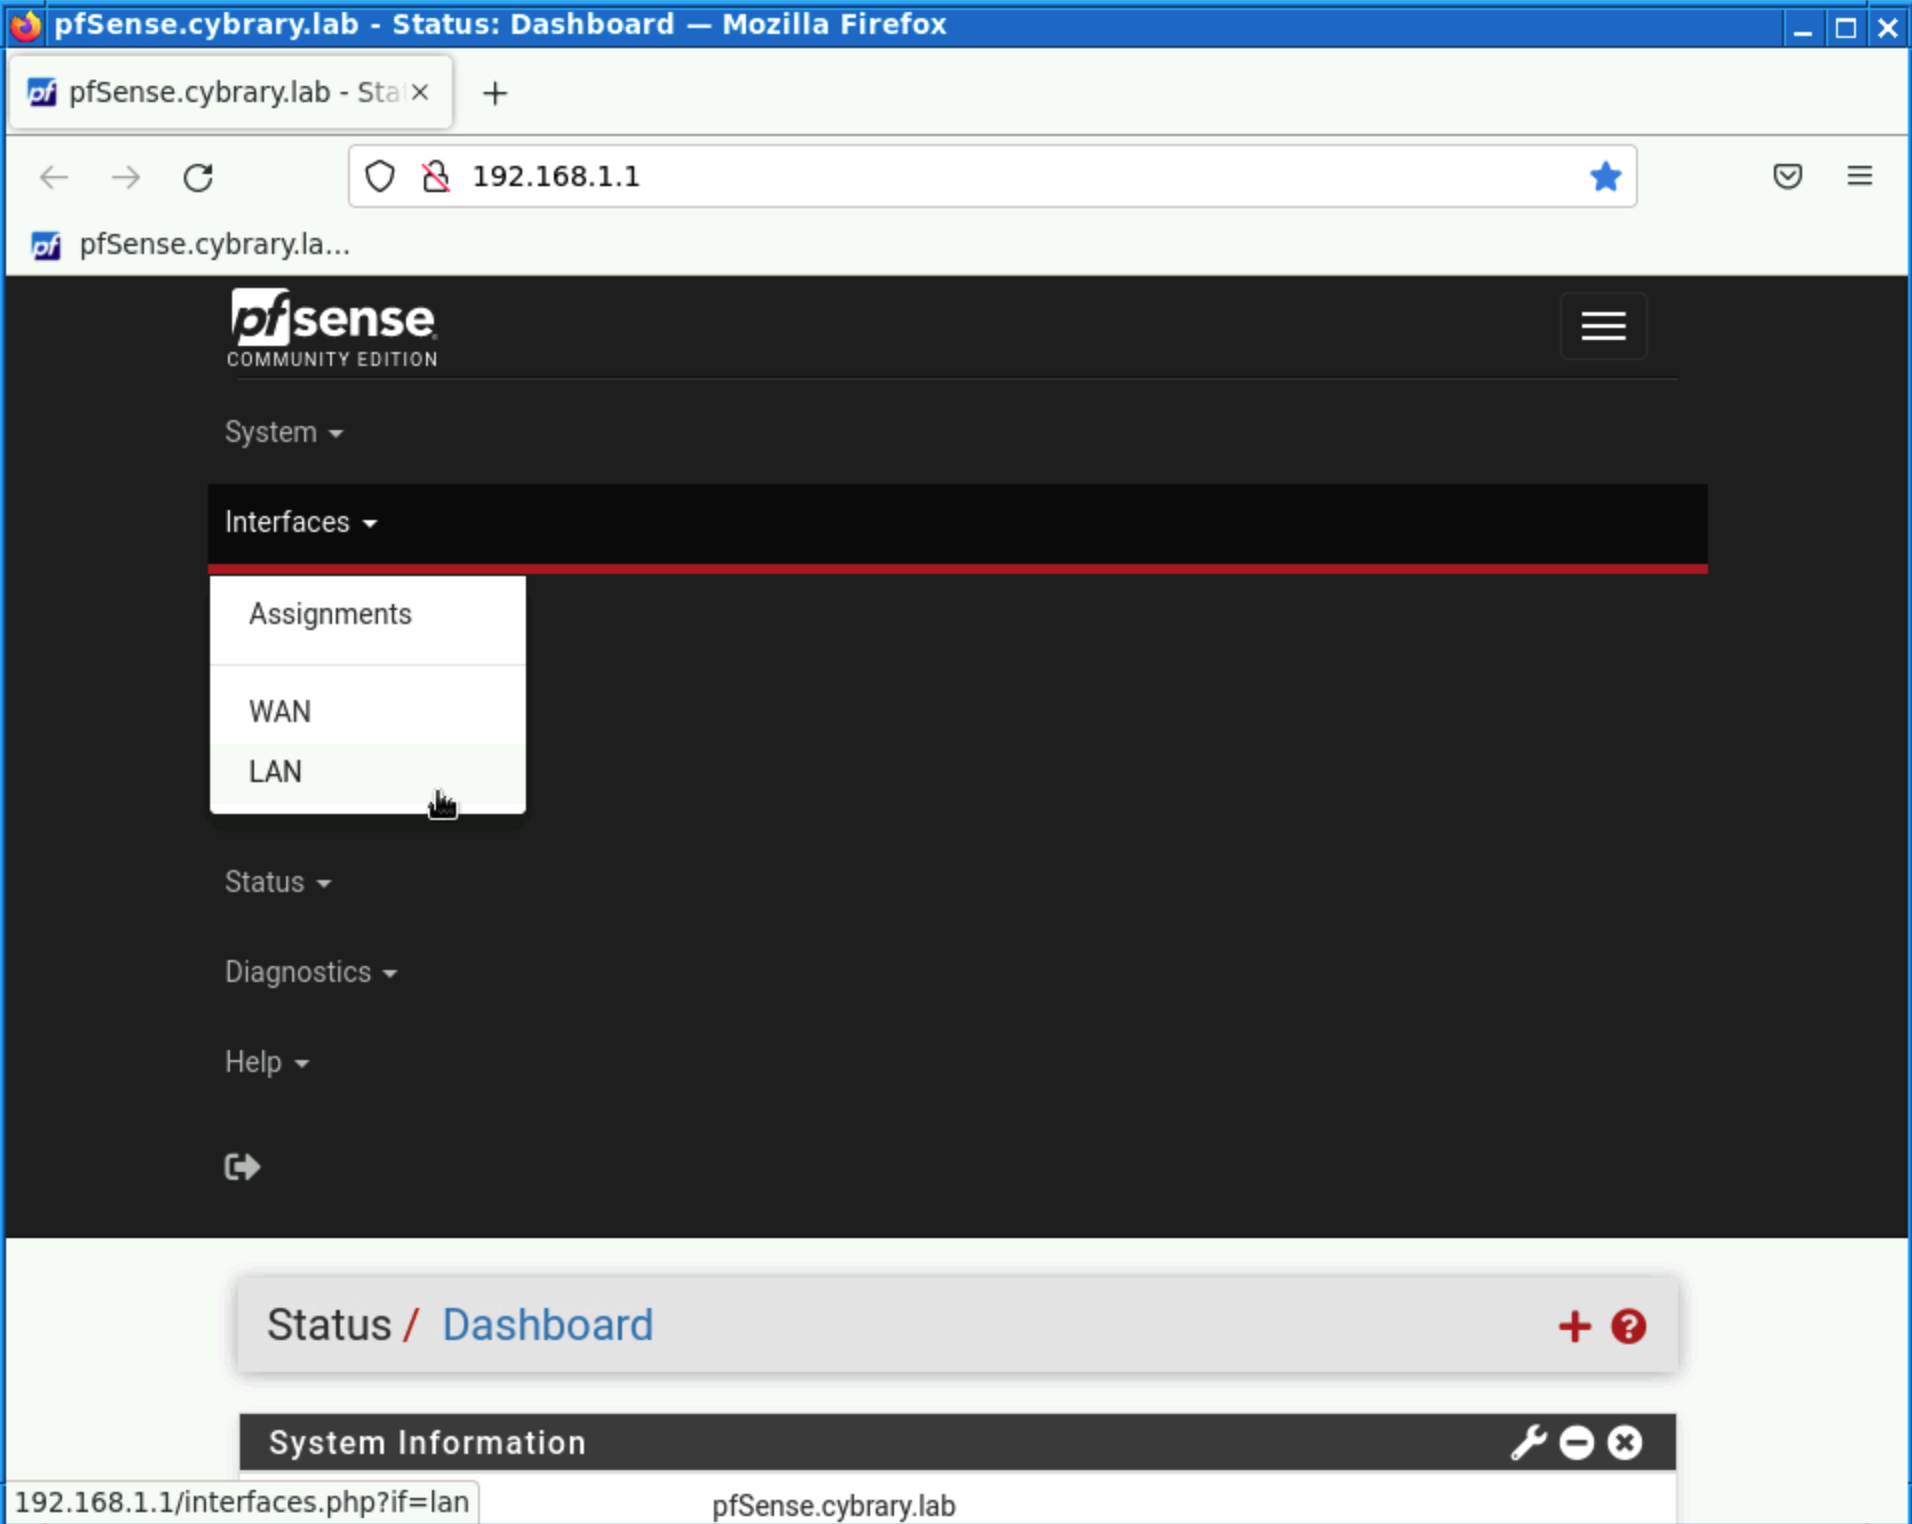 pfSense.cybrary.lab - Status: Dashboard — Mozilla Firefox
pfSense.cybrary.lab - Sta
192.168.1.1
pfSense.cybrary.la...
pfsense
COMMUNITY EDITION
System
Interfaces
Assignments
WAN
LAN
Status
Diagnostics
Help
Status / Dashboard
System Information
192.168.1.1/interfaces.php?if=lan
pfSense.cybrary.lab